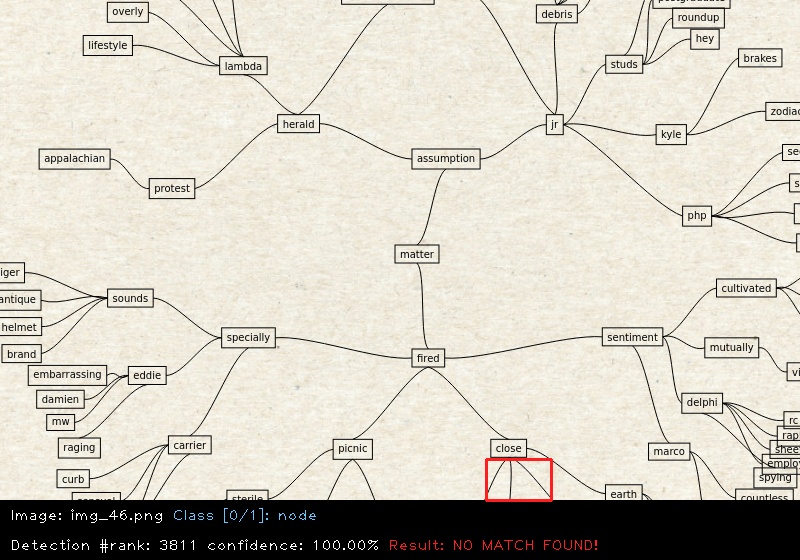 overly
debris
roundup
lifestyle
hey
lambda
studs
brakes
zodiac
herald
jr
kyle
appalachian
assumption
protest
php
matter
iger
sounds
cultivated
antique
helmet
specially
sentiment
brand
mutually
fired
embarrassing
eddie
damien
delphi
mw
raging
carrier
picnic
close
marco
curb
spying
sterile
earth
countless
Image: img_46.png Class [0/1]: node
Detection #rank: 3811 confidence: 100.00% Result: NO MATCH FOUND!